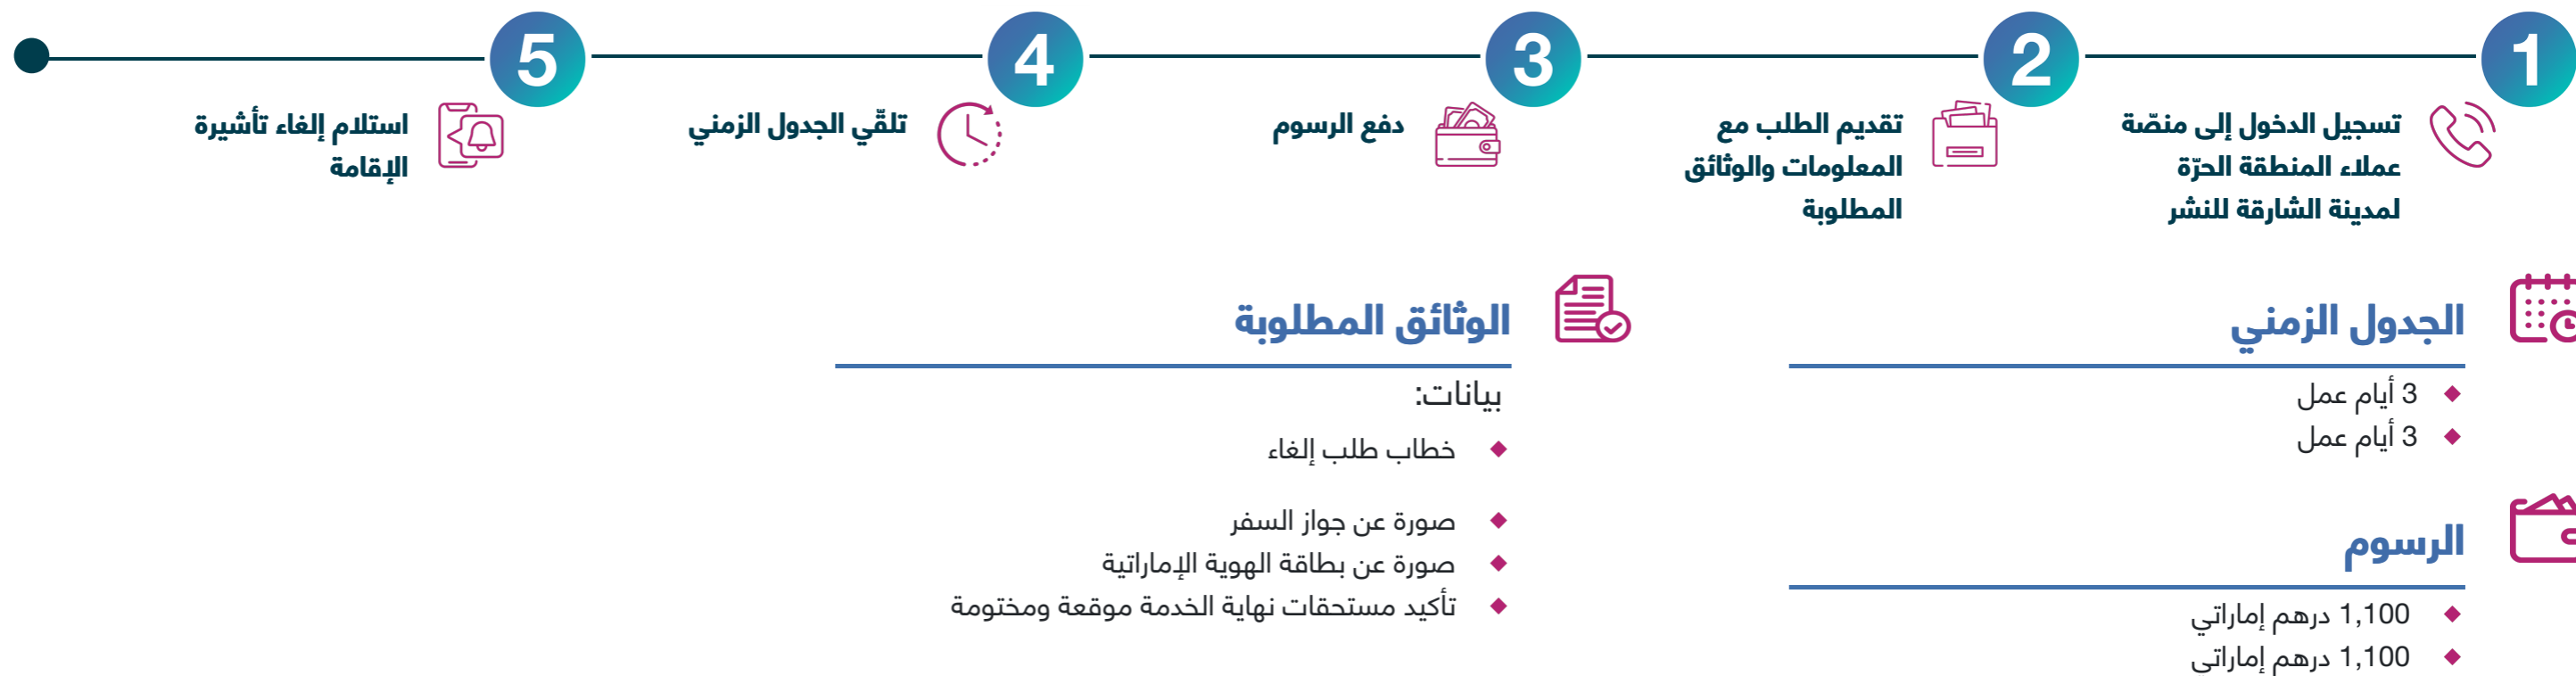 1
تسجيل الدخول إلى منصّة
عملاء المنطقة الحرّة
لمدينة الشارقة للنشر
2
تقديم الطلب مع
المعلومات والوثائق
المطلوبة
3
دفع الرسوم
4
تلقّي الجدول الزمني
5
استلام إلغاء تأشيرة
الإقامة
الجدول الزمني
3 أيام عمل
3 أيام عمل
الرسوم
1,100 درهم إماراتي
1,100 درهم إماراتي
الوثائق المطلوبة
بيانات:
خطاب طلب إلغاء
صورة عن جواز السفر
صورة عن بطاقة الهوية الإماراتية
تأكيد مستحقات نهاية الخدمة موقعة ومختومة